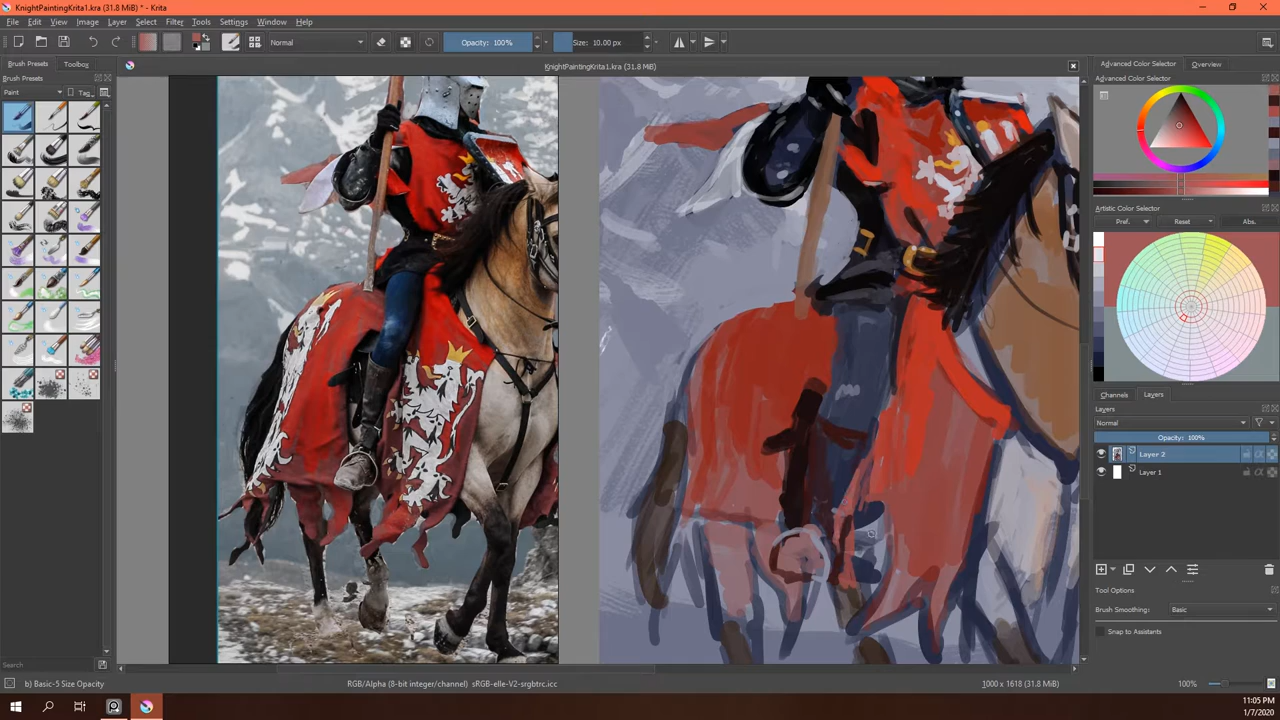 KnightPaintingKrita1.kra (31.8 MiB) * - Krita
File Edit View Image Layer Select Filter Tools Settings Window Help
Normal Opacity: 100% Size: 10.00 px
Brush Presets Toolbox
KnightPaintingKrita1.kra (31.8 MiB)
Advanced Color Selector Overview
Brush Presets
Advanced Color Selector
Paint Tag
Artistic Color Selector
Pref. Reset Abs.
Channels Layers
Layers
Normal
Opacity: 100%
Layer 2
Layer 1
Tool Options
Brush Smoothing: Basic
Snap to Assistants
Search
b) Basic-5 Size Opacity RGB/Alpha (8-bit integer/channel) sRGB-elle-V2-srgbtrc.icc 1000 x 1618 (31.8 MiB) 100%
11:05 PM
1/7/2020